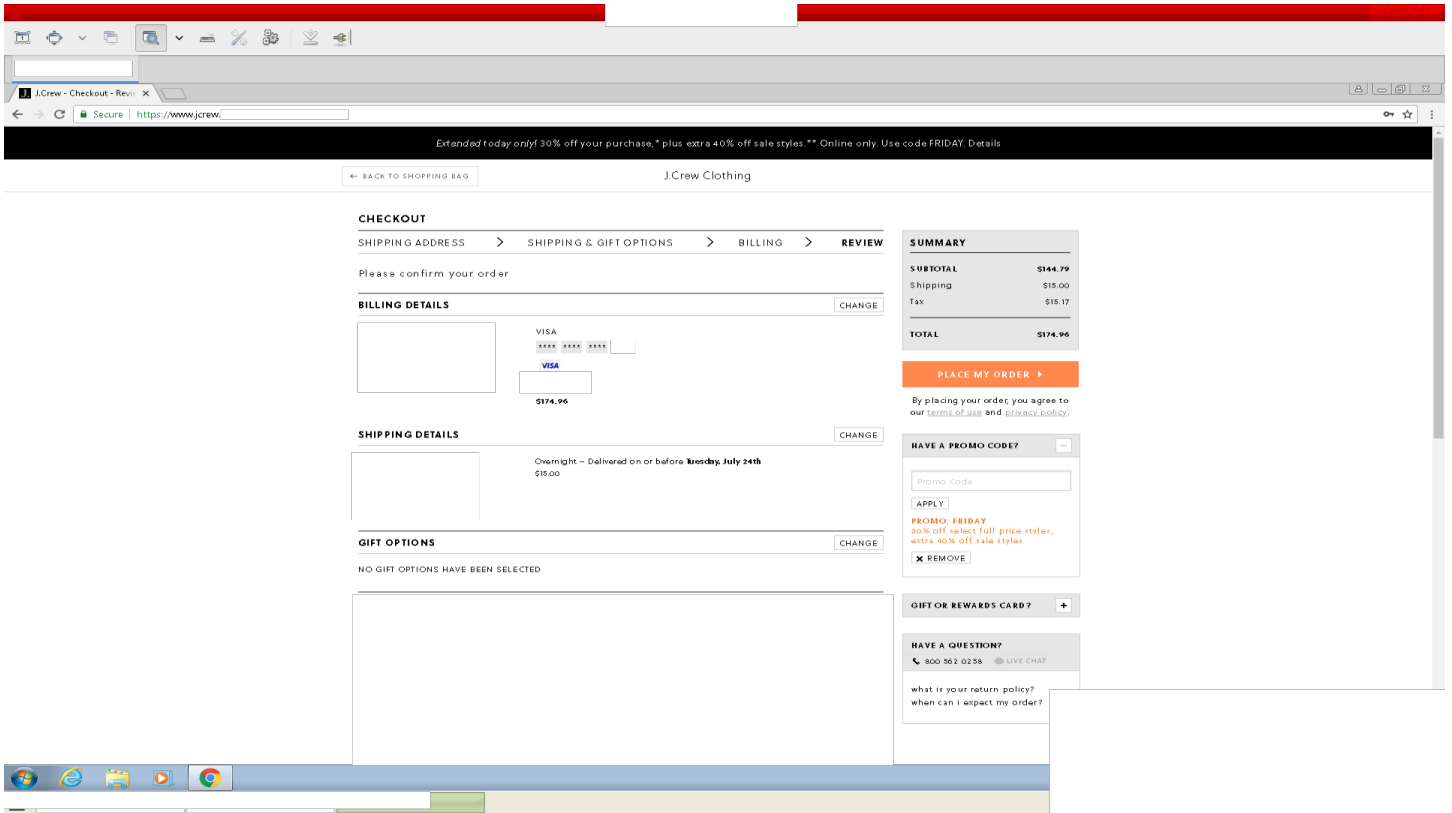 J.Crew - Checkout - Revi
Secure https://www.jcrew.
Extended today only! 30% off your purchase,* plus extra 40% off sale styles.** Online only. Use code FRIDAY. Details
← BACK TO SHOPPING BAG
J.Crew Clothing
CHECKOUT
SHIPPING ADDRESS > SHIPPING & GIFT OPTIONS > BILLING > REVIEW
Please confirm your order
BILLING DETAILS
CHANGE
VISA
**** **** ****
VISA
$174.96
SHIPPING DETAILS
CHANGE
Overnight – Delivered on or before Tuesday, July 24th
$15.00
GIFT OPTIONS
CHANGE
NO GIFT OPTIONS HAVE BEEN SELECTED
SUMMARY
SUBTOTAL $144.79
Shipping $15.00
Tax $15.17
TOTAL $174.96
PLACE MY ORDER
By placing your order, you agree to
our terms of use and privacy policy.
HAVE A PROMO CODE?
Promo Code
APPLY
PROMO: FRIDAY
20% off select full price styles,
extra 40% off sale styles
REMOVE
GIFT OR REWARDS CARD?
HAVE A QUESTION?
800 562 0258 LIVE CHAT
what is your return policy?
when can i expect my order?